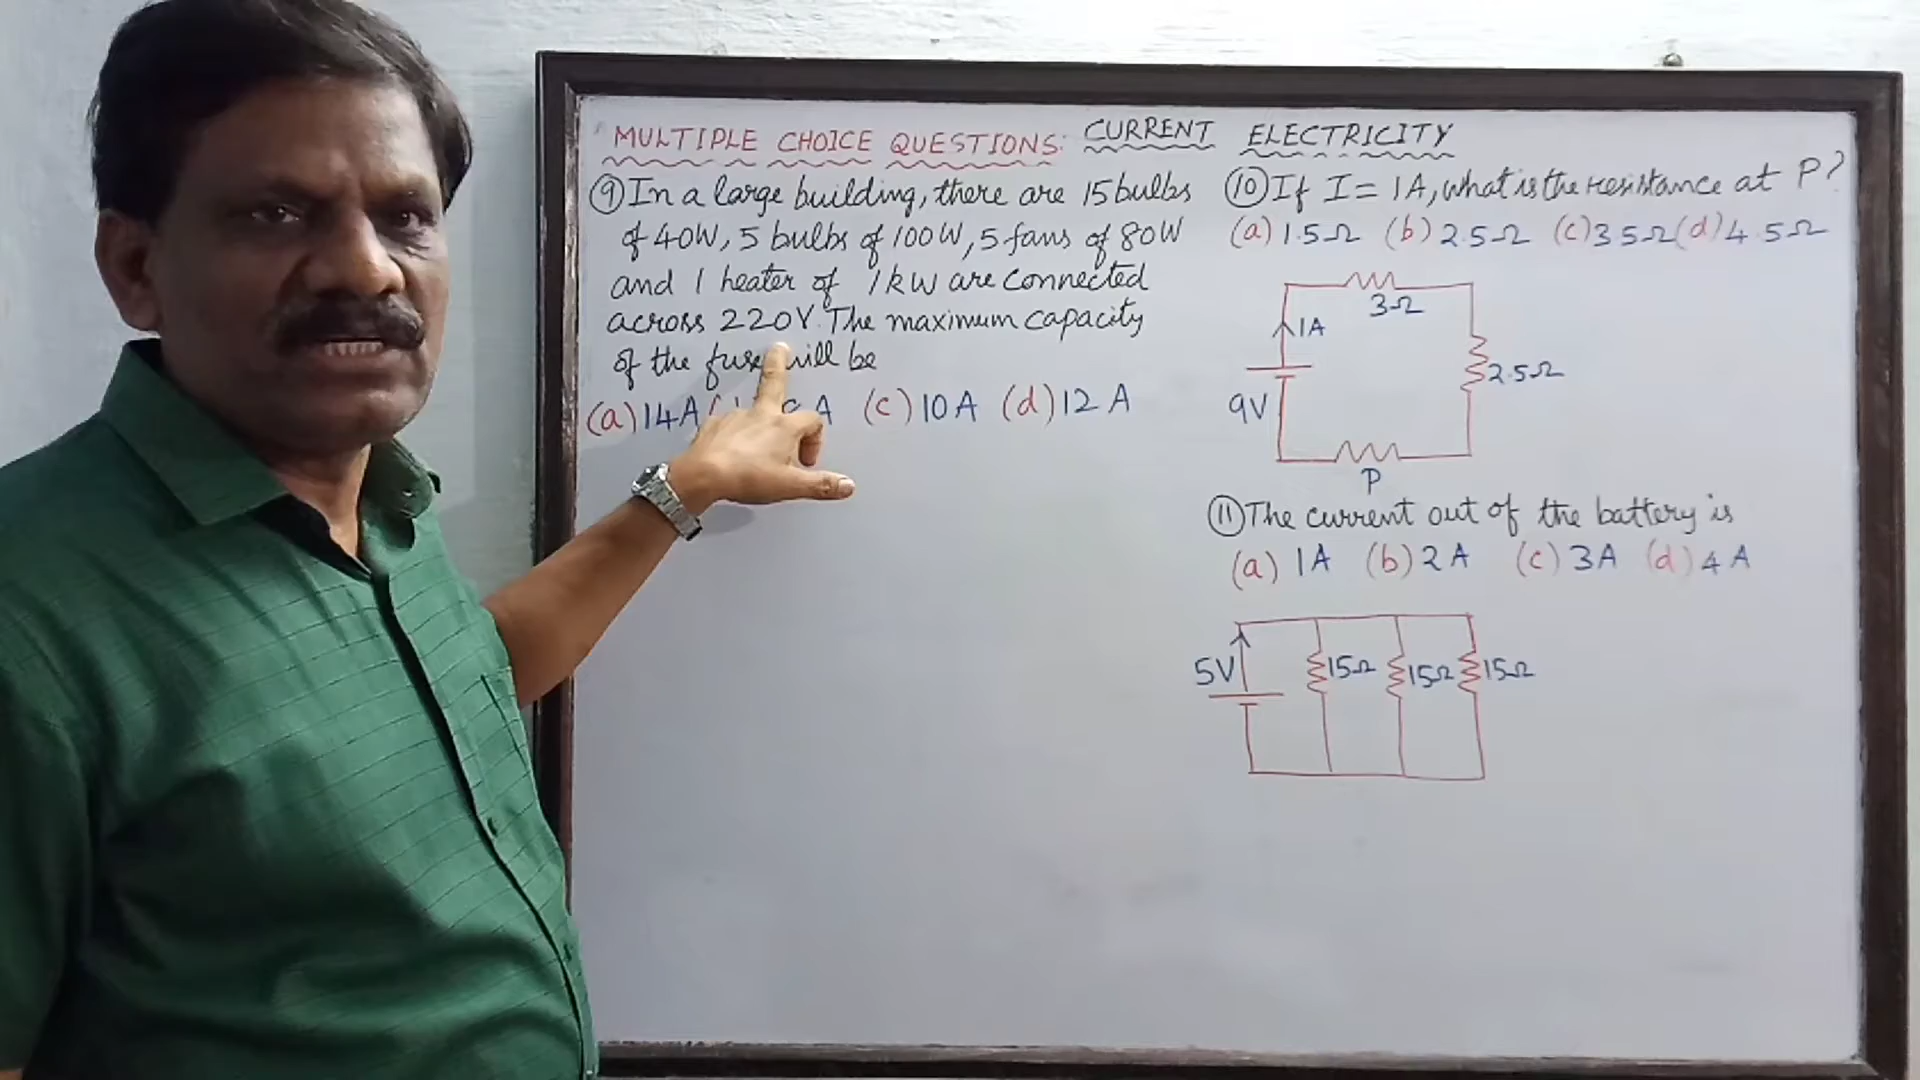 MULTIPLE CHOICE QUESTIONS: CURRENT ELECTRICITY
⑨ In a large building, there are 15 bulbs
of 40W, 5 bulbs of 100W, 5 fans of 80W
and 1 heater of 1kW are connected
across 220V. The maximum capacity
of the fuse will be
(a) 14A ( A (c) 10A (d) 12A
⑩ If I = 1A, what is the resistance at P?
(a) 1.5Ω (b) 2.5Ω (c) 3.5Ω (d) 4.5Ω
3Ω
1A
2.5Ω
9V
P
⑪ The current out of the battery is
(a) 1A (b) 2A (c) 3A (d) 4A
5V
15Ω
15Ω
15Ω